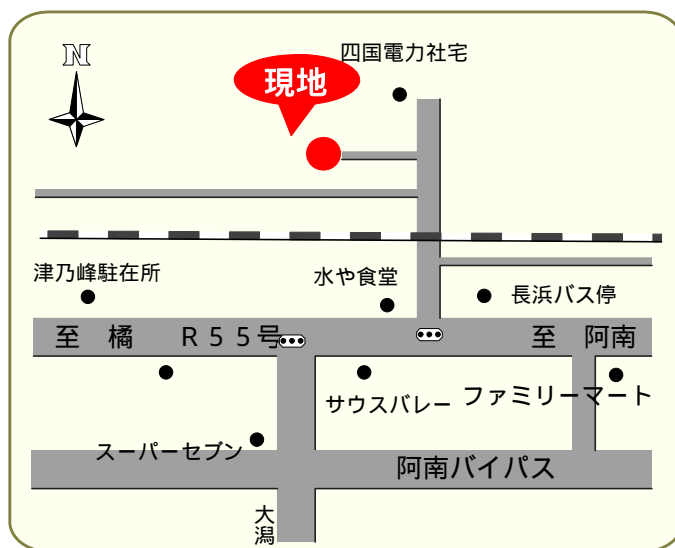 四国電力社宅
N
現地
津乃峰駐在所
水や食堂
長浜バス停
至 橘 R55号
至 阿南
サウスバレー
ファミリーマート
スーパーセブン
阿南バイパス
大潟